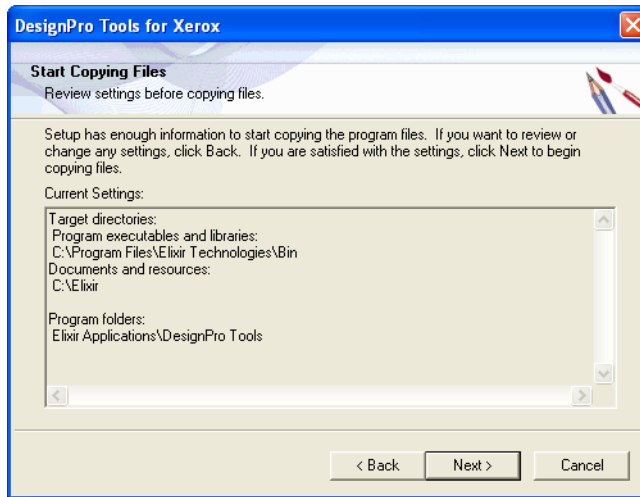 DesignPro Tools for Xerox
Start Copying Files
Review settings before copying files.
Setup has enough information to start copying the program files. If you want to review or
change any settings, click Back. If you are satisfied with the settings, click Next to begin
copying files.
Current Settings:
Target directories:
Program executables and libraries:
C:\Program Files\Elixir Technologies\Bin
Documents and resources:
C:\Elixir
Program folders:
Elixir Applications\DesignPro Tools
< Back Next > Cancel